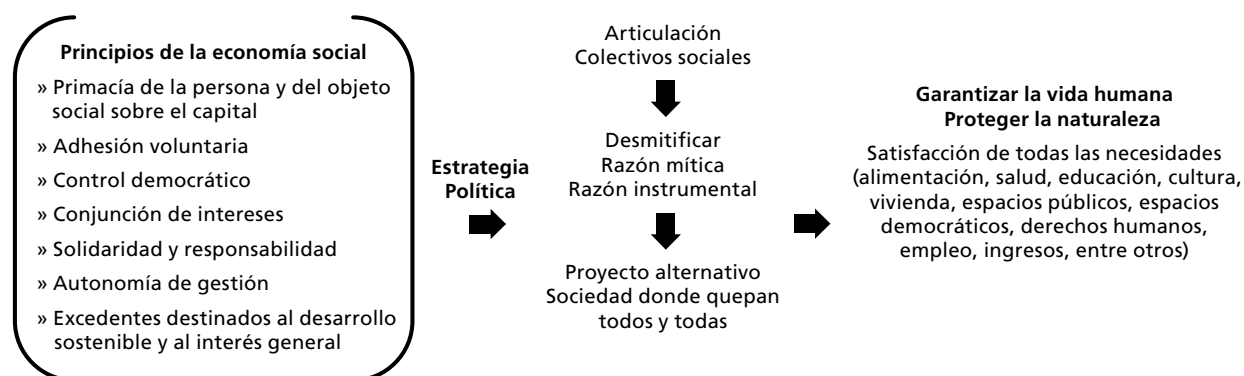 Principios de la economía social
» Primacía de la persona y del objeto
social sobre el capital
» Adhesión voluntaria
» Control democrático
» Conjunción de intereses
» Solidaridad y responsabilidad
» Autonomía de gestión
» Excedentes destinados al desarrollo
sostenible y al interés general
Estrategia
Política
Articulación
Colectivos sociales
Desmitificar
Razón mítica
Razón instrumental
Proyecto alternativo
Sociedad donde quepan
todos y todas
Garantizar la vida humana
Proteger la naturaleza
Satisfacción de todas las necesidades
(alimentación, salud, educación, cultura,
vivienda, espacios públicos, espacios
democráticos, derechos humanos,
empleo, ingresos, entre otros)